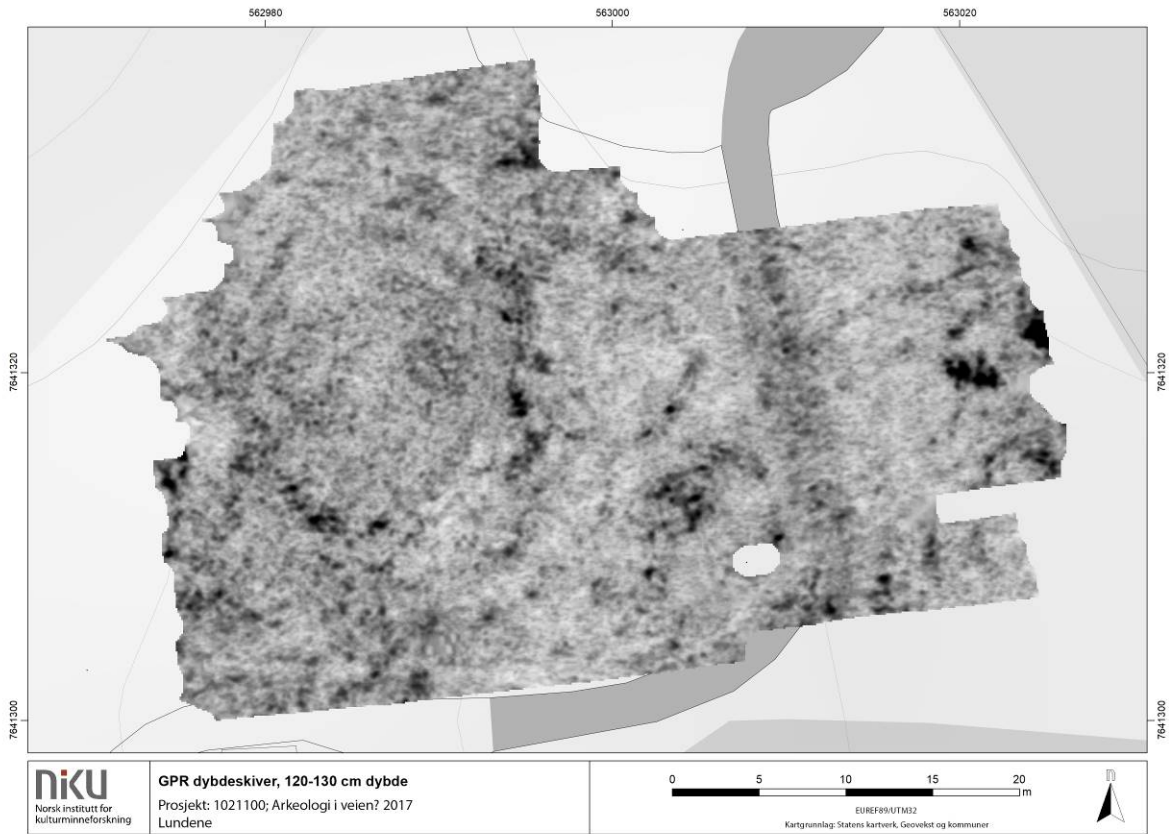 562980
563000
563020
7641320
7641320
7641300
7641300
niku
Norsk institutt for
kulturminneforskning
GPR dybdeskiver, 120-130 cm dybde
Prosjekt: 1021100; Arkeologi i veien? 2017
Lundene
0 5 10 15 20
m
EUREF89/UTM32
Kartgrunnlag: Statens kartverk, Geovekst og kommuner
n